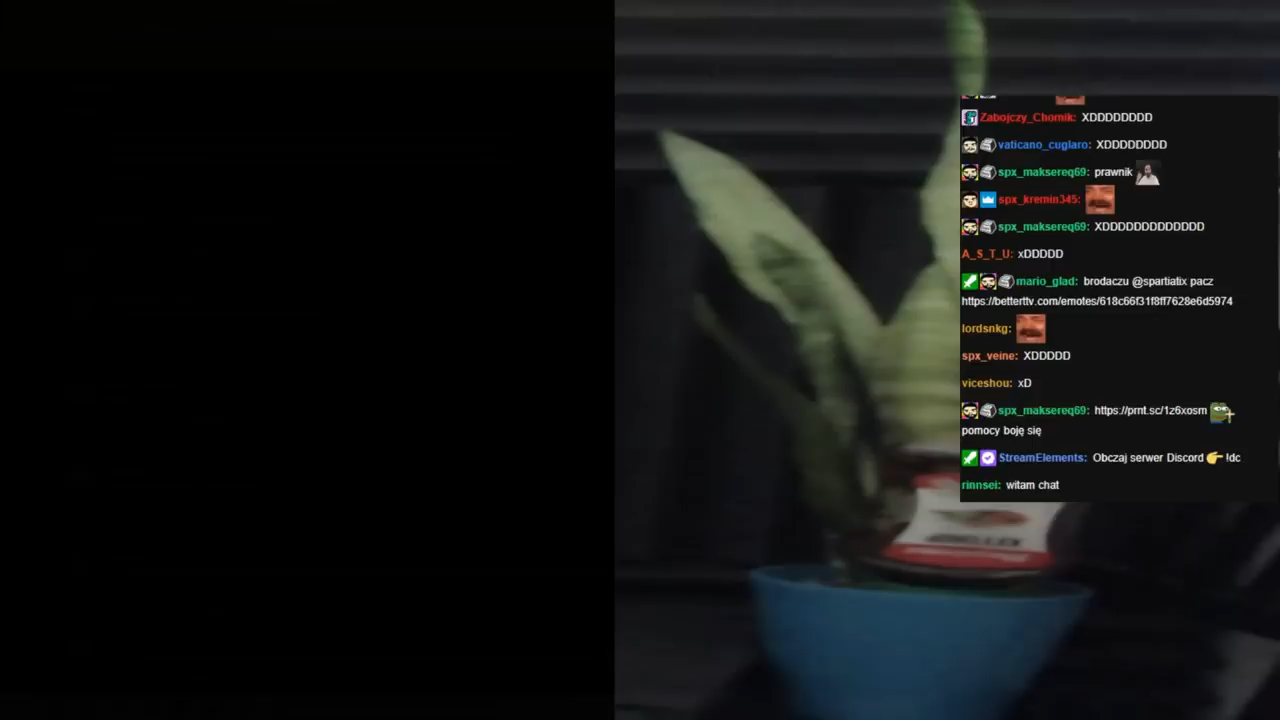 Zabojczy_Chomik: XDDDDDDDD
vaticano_cuglaro: XDDDDDDDD
spx_maksereq69: prawnik
spx_kremin345:
spx_maksereq69: XDDDDDDDDDDDDD
A_S_T_U: xDDDDD
mario_glad: brodaczu @spartiatix pacz
https://betterttv.com/emotes/618c66f31f8ff7628e6d5974
lordsnkg:
spx_veine: XDDDDD
viceshou: xD
spx_maksereq69: https://prnt.sc/1z6xosm
pomocy boję się
StreamElements: Obczaj serwer Discord 👉 !dc
rinnsei: witam chat